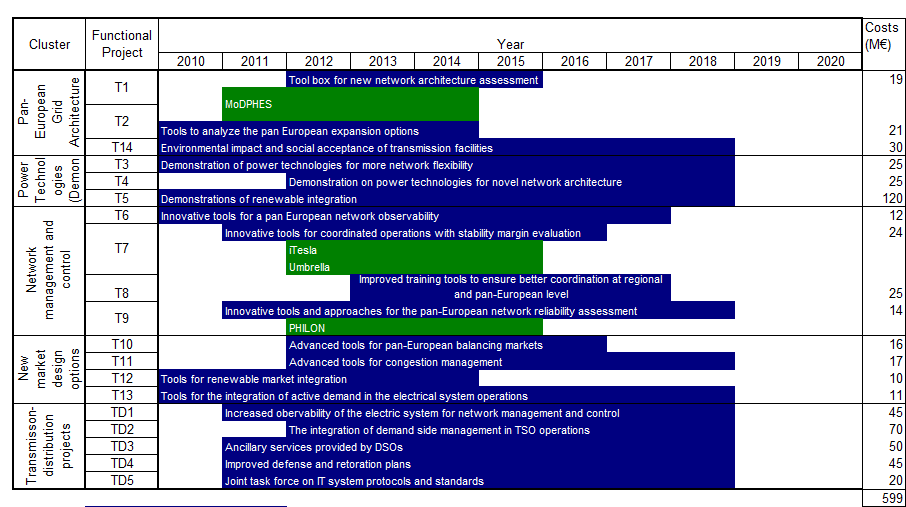 Cluster
Functional
Project
Year
Costs
(M€)
2010 2011 2012 2013 2014 2015 2016 2017 2018 2019 2020
Pan-
European
Grid
Architecture
T1 Tool box for new network architecture assessment 19
MoDPHES
T2 Tools to analyze the pan European expansion options 21
T14 Environmental impact and social acceptance of transmission facilities 30
Power
Technol
ogies
(Demon
T3 Demonstration of power technologies for more network flexibility 25
T4 Demonstration on power technologies for novel network architecture 25
T5 Demonstrations of renewable integration 120
Network
management and
control
T6 Innovative tools for a pan European network observability 12
T7 Innovative tools for coordinated operations with stability margin evaluation 24
iTesla
Umbrella
T8 Improved training tools to ensure better coordination at regional
and pan-European level 25
T9 Innovative tools and approaches for the pan-European network reliability assessment 14
PHILON
New
market
design
options
T10 Advanced tools for pan-European balancing markets 16
T11 Advanced tools for congestion management 17
T12 Tools for renewable market integration 10
T13 Tools for the integration of active demand in the electrical system operations 11
Transmisson-
distribution
projects
TD1 Increased obervability of the electric system for network management and control 45
TD2 The integration of demand side management in TSO operations 70
TD3 Ancillary services provided by DSOs 50
TD4 Improved defense and retoration plans 45
TD5 Joint task force on IT system protocols and standards 20
599